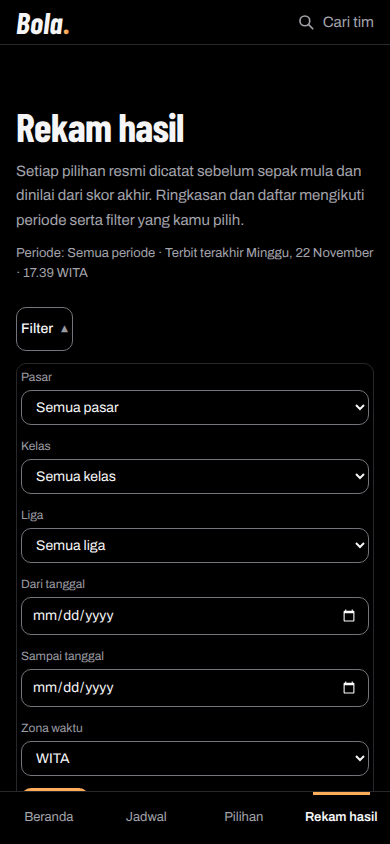 Bola.
Cari tim
Rekam hasil
Setiap pilihan resmi dicatat sebelum sepak mula dan
dinilai dari skor akhir. Ringkasan dan daftar mengikuti
periode serta filter yang kamu pilih.
Periode: Semua periode · Terbit terakhir Minggu, 22 November
· 17.39 WITA
Filter ▲
Pasar
Semua pasar
Kelas
Semua kelas
Liga
Semua liga
Dari tanggal
mm/dd/yyyy
Sampai tanggal
mm/dd/yyyy
Zona waktu
WITA
Beranda
Jadwal
Pilihan
Rekam hasil